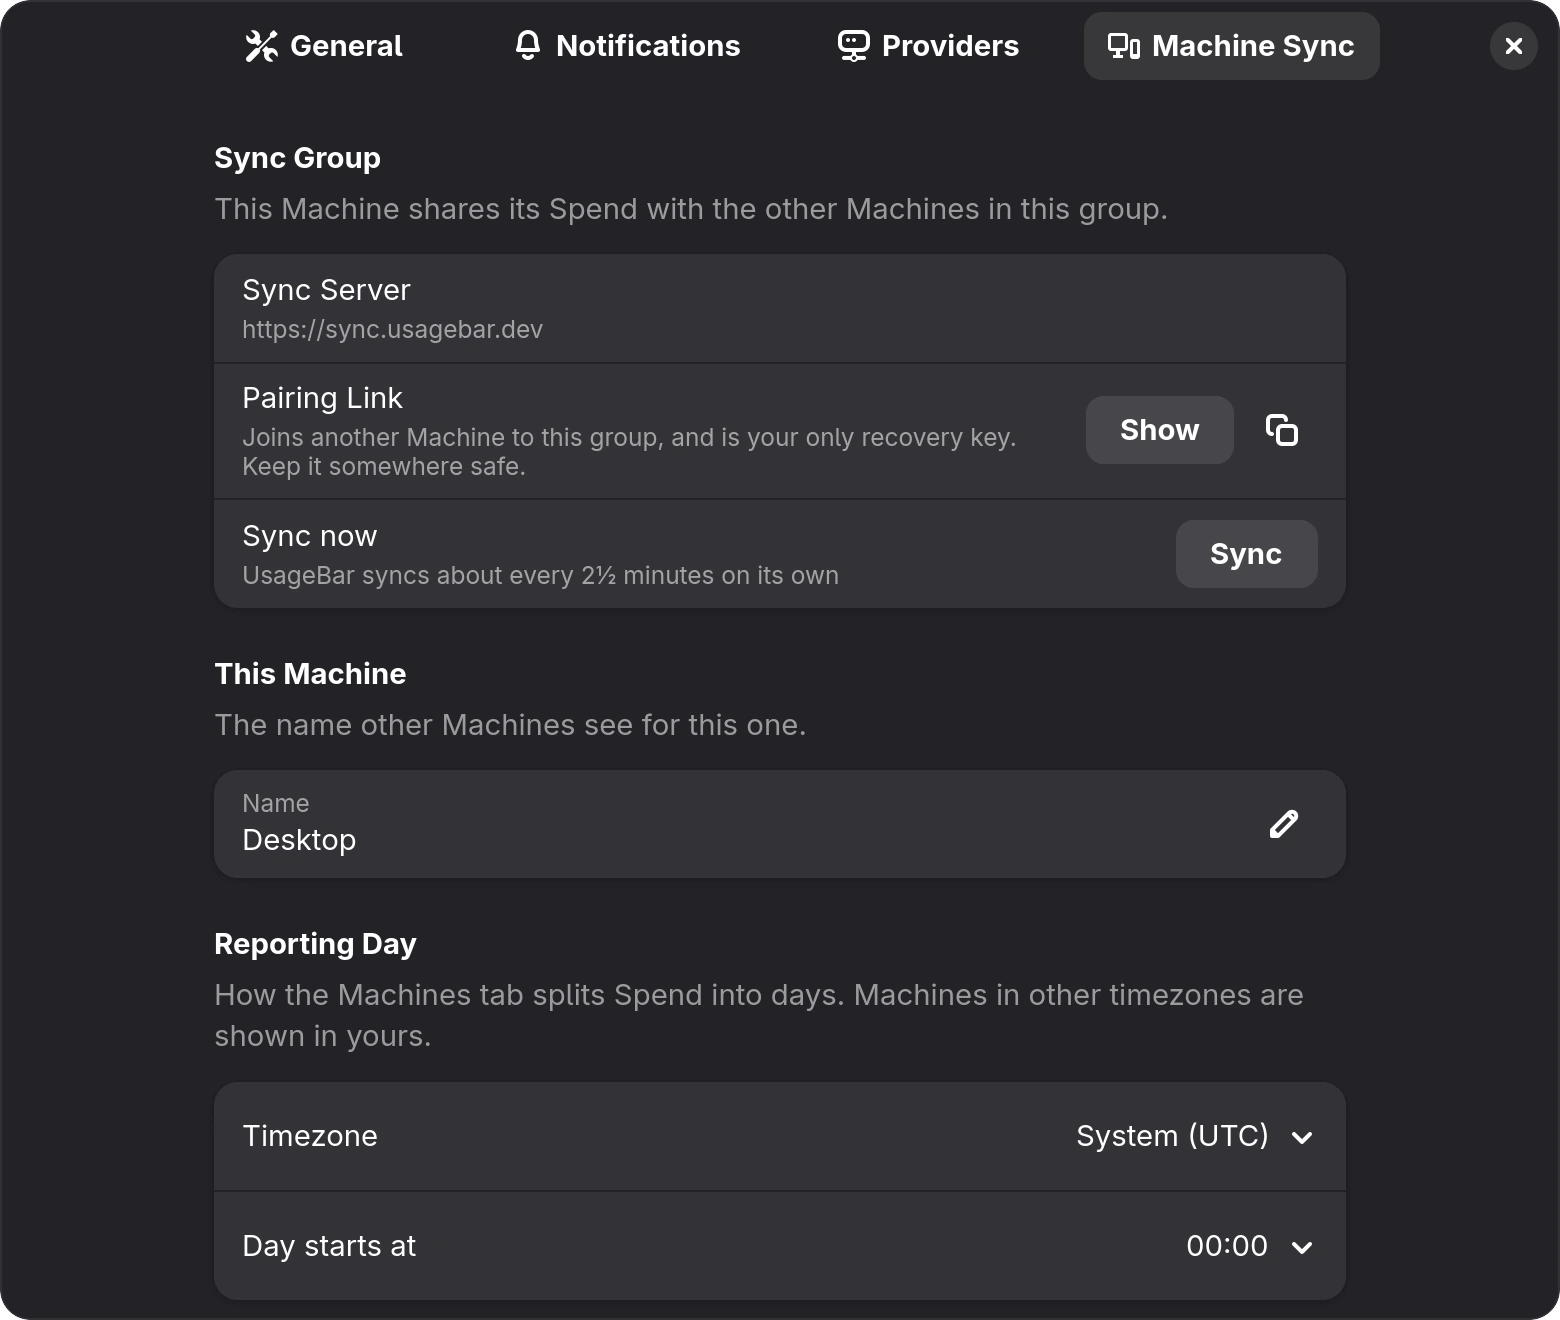 General
Notifications
Providers
Machine Sync
Sync Group
This Machine shares its Spend with the other Machines in this group.
Sync Server
https://sync.usagebar.dev
Pairing Link
Joins another Machine to this group, and is your only recovery key.
Keep it somewhere safe.
Show
Sync now
UsageBar syncs about every 2½ minutes on its own
Sync
This Machine
The name other Machines see for this one.
Name
Desktop
Reporting Day
How the Machines tab splits Spend into days. Machines in other timezones are
shown in yours.
Timezone
System (UTC)
Day starts at
00:00